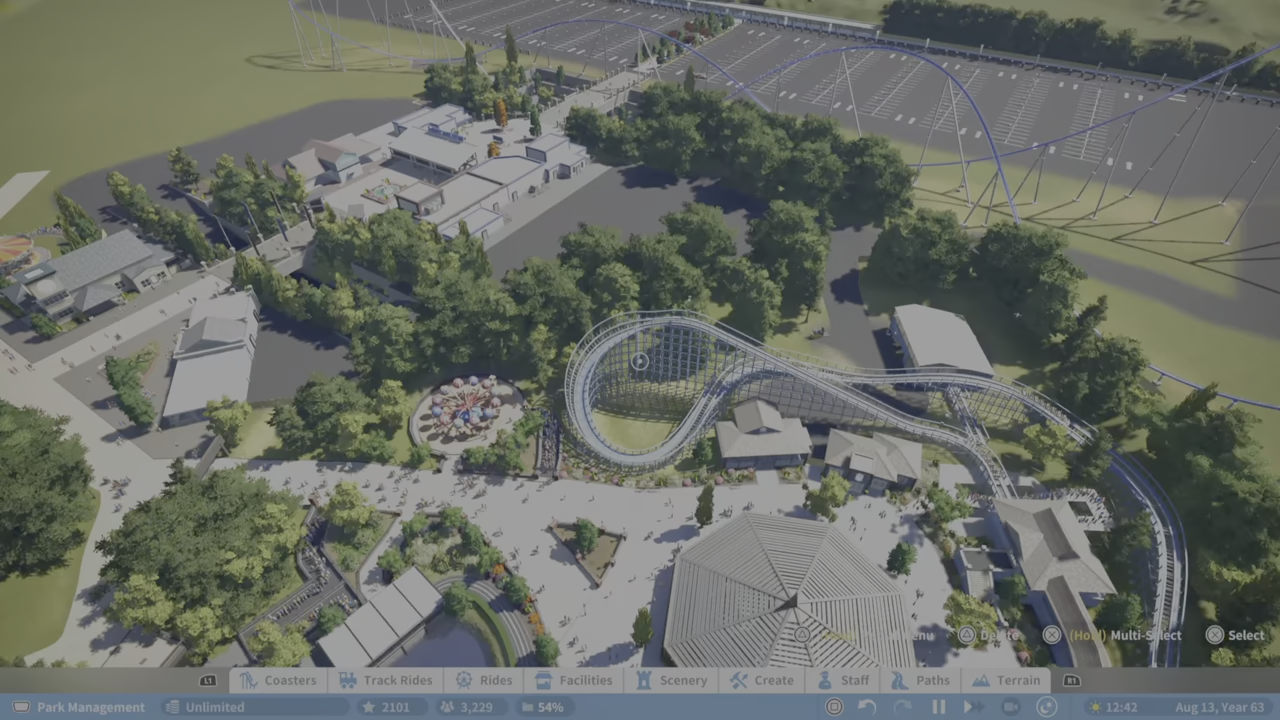 Menu
Delete
(Hold) Multi-Select
Select
L1
Coasters
Track Rides
Rides
Facilities
Scenery
Create
Staff
Paths
Terrain
R1
Park Management
Unlimited
2101
3,229
54%
12:42
Aug 13, Year 63